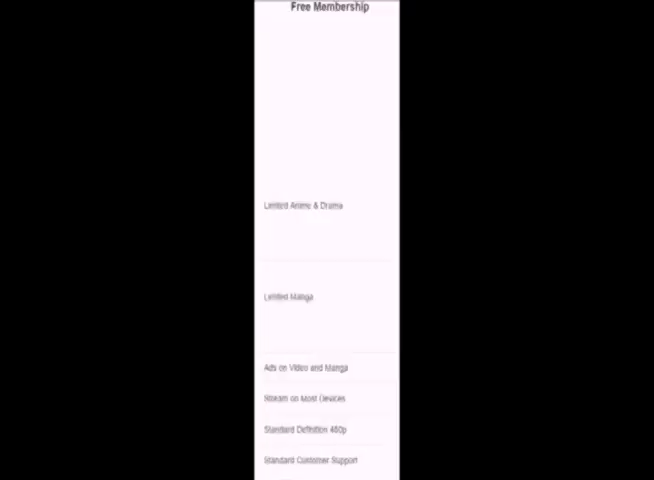 Free Membership
Limited Anime & Drama
Limited Manga
Ads on Video and Manga
Stream on Most Devices
Standard Definition 480p
Standard Customer Support